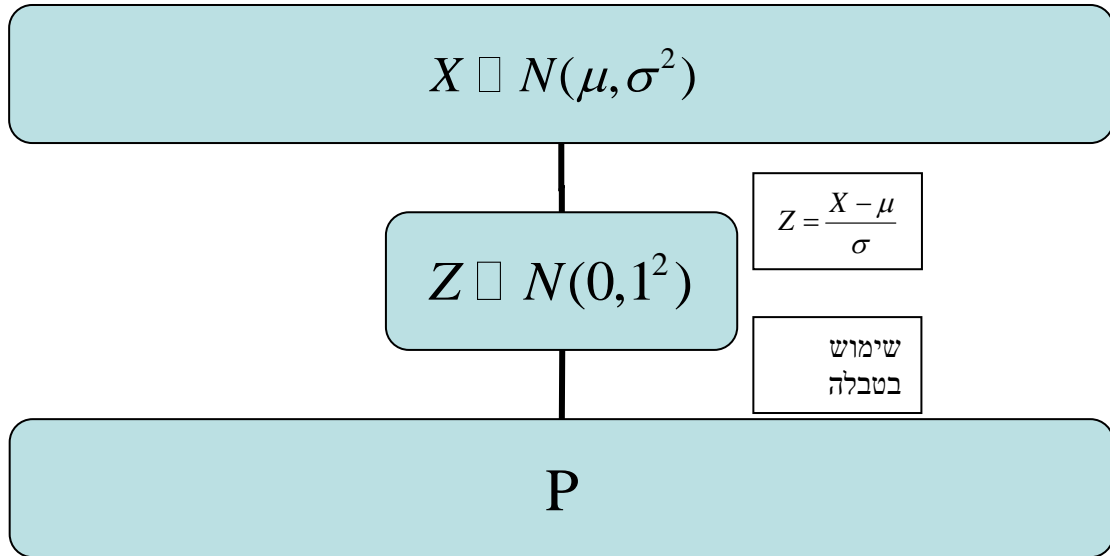 X □ N(μ, σ²)
Z = (X − μ) / σ
Z □ N(0,1²)
שימוש
בטבלה
P